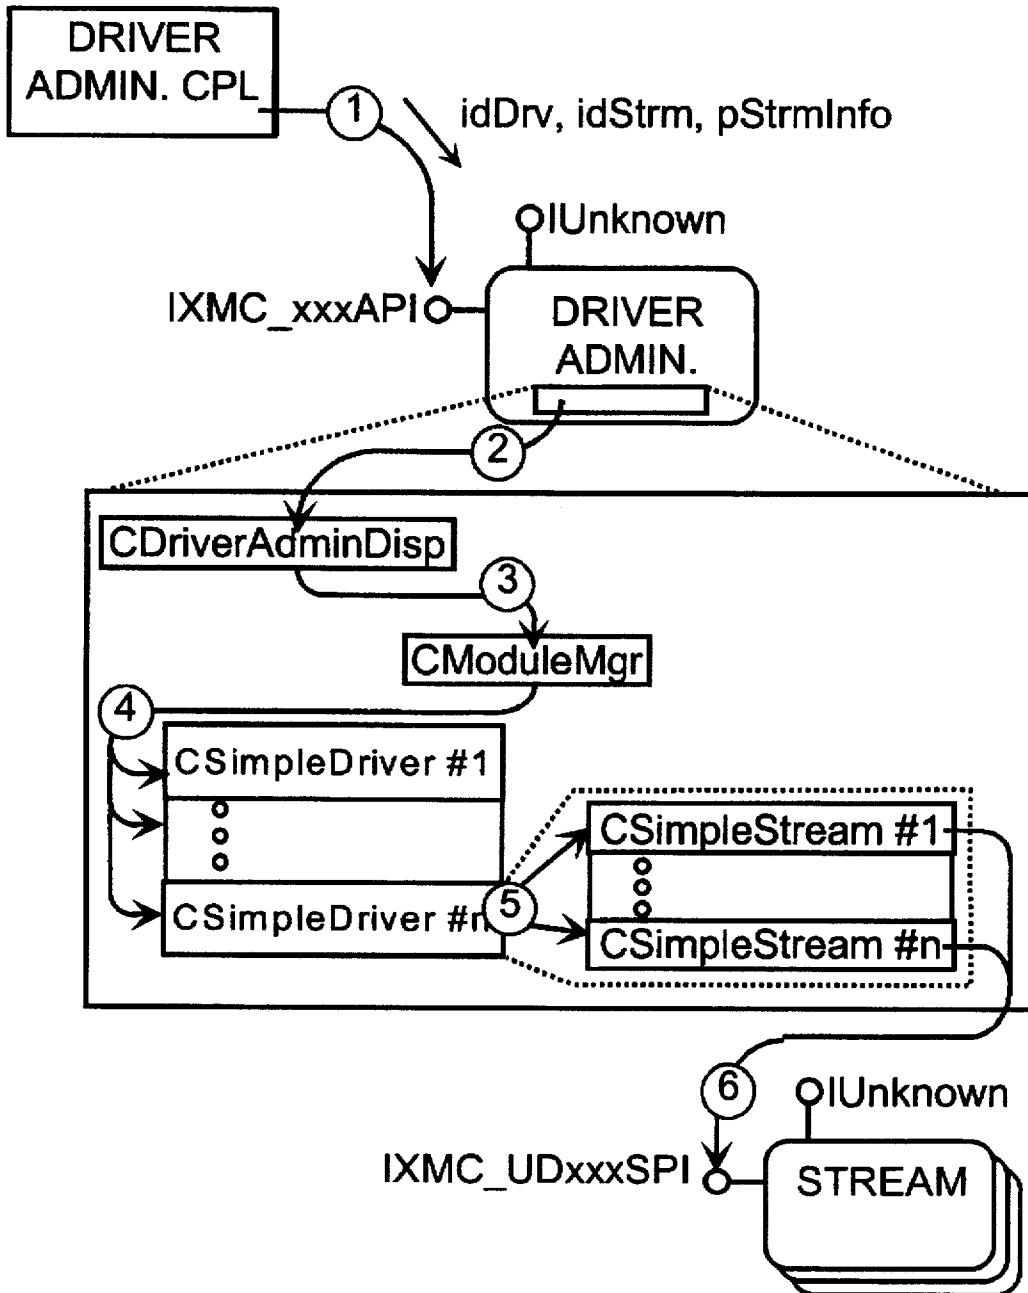 DRIVER
ADMIN. CPL
1
idDrv, idStrm, pStrmInfo
IUnknown
IXMC_xxxAPI
DRIVER
ADMIN.
2
CDriverAdminDisp
3
CModuleMgr
4
CSimpleDriver #1
CSimpleStream #1
CSimpleDriver #n
5
CSimpleStream #n
6
IUnknown
IXMC_UDxxxSPI
STREAM